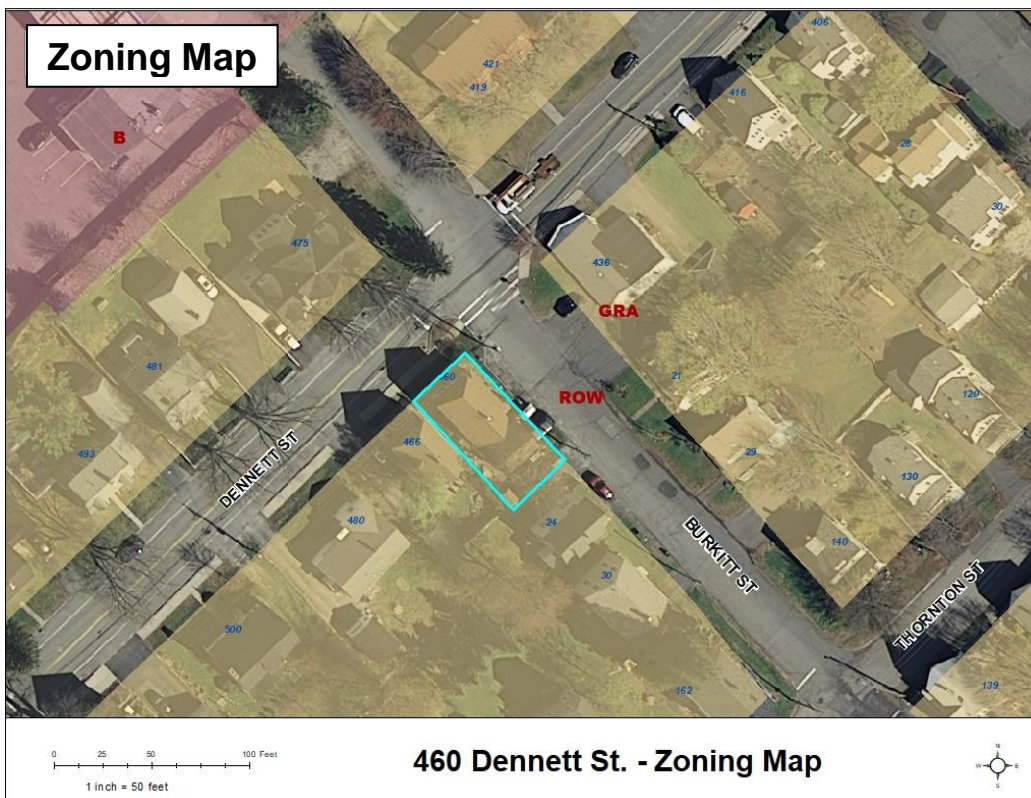 Zoning Map
B
406
421
419
416
28
30
475
436
GRA
21
481
460
ROW
120
466
29
493
DENNETT ST
130
480
24
BURKITT ST
140
30
THORNTON ST
500
162
139
0 25 50 100 Feet
1 inch = 50 feet
460 Dennett St. - Zoning Map
N
W E
S